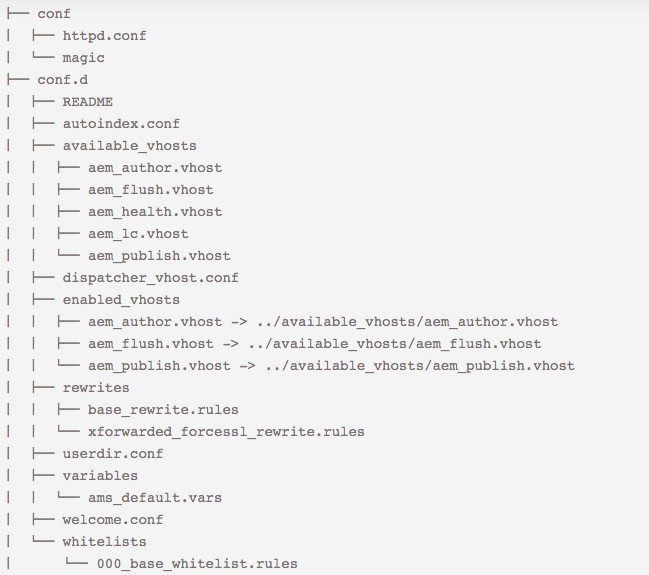 ├── conf
│   ├── httpd.conf
│   └── magic
├── conf.d
│   ├── README
│   ├── autoindex.conf
│   ├── available_vhosts
│   │   ├── aem_author.vhost
│   │   ├── aem_flush.vhost
│   │   ├── aem_health.vhost
│   │   ├── aem_lc.vhost
│   │   └── aem_publish.vhost
│   ├── dispatcher_vhost.conf
│   ├── enabled_vhosts
│   │   ├── aem_author.vhost -> ../available_vhosts/aem_author.vhost
│   │   ├── aem_flush.vhost -> ../available_vhosts/aem_flush.vhost
│   │   └── aem_publish.vhost -> ../available_vhosts/aem_publish.vhost
│   ├── rewrites
│   │   ├── base_rewrite.rules
│   │   └── xforwarded_forcessl_rewrite.rules
│   ├── userdir.conf
│   ├── variables
│   │   └── ams_default.vars
│   ├── welcome.conf
│   └── whitelists
│       └── 000_base_whitelist.rules